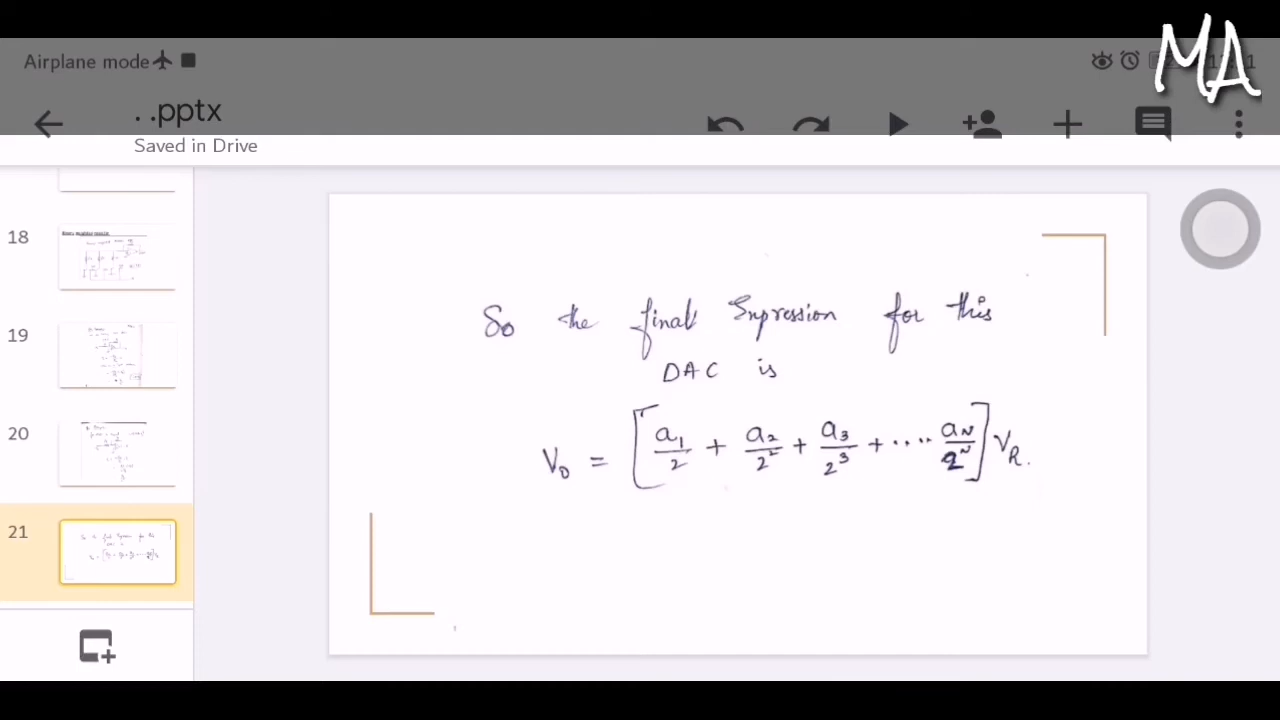 MA
Airplane mode
. .pptx
Saved in Drive
18
19
20
21
So the final Expression for this
DAC is
V₀ = [a₁/2 + a₂/2² + a₃/2³ + .... a_N/2^N] V_R.